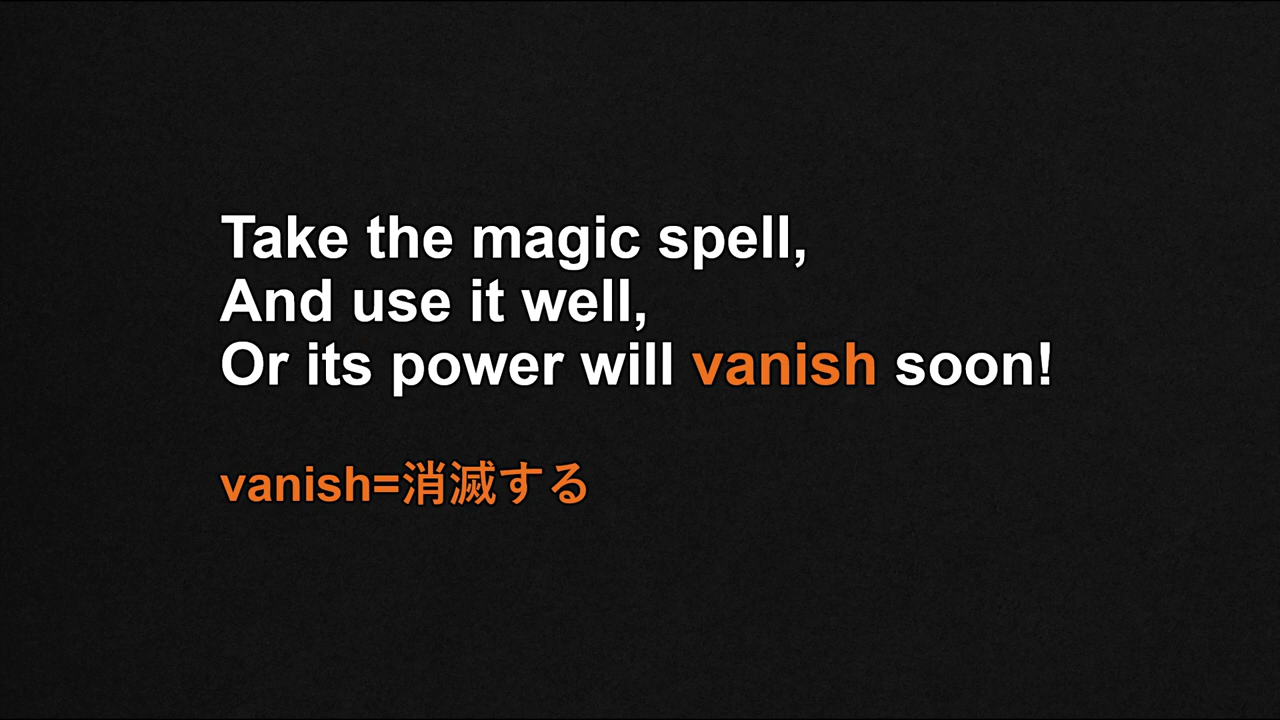 Take the magic spell,
And use it well,
Or its power will vanish soon!
vanish=消滅する